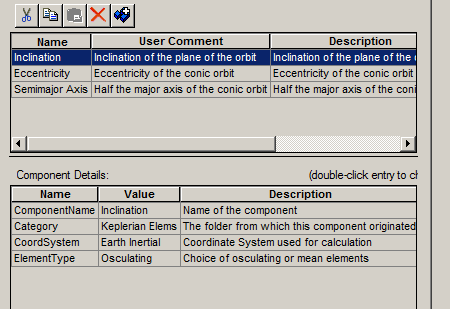 Name User Comment Description
Inclination Inclination of the plane of the orbit Inclination of the plane of the
Eccentricity Eccentricity of the conic orbit Eccentricity of the conic orbit
Semimajor Axis Half the major axis of the conic orbit Half the major axis of the coni
Component Details: (double-click entry to ch
Name Value Description
ComponentName Inclination Name of the component
Category Keplerian Elems The folder from which this component originated
CoordSystem Earth Inertial Coordinate System used for calculation
ElementType Osculating Choice of osculating or mean elements